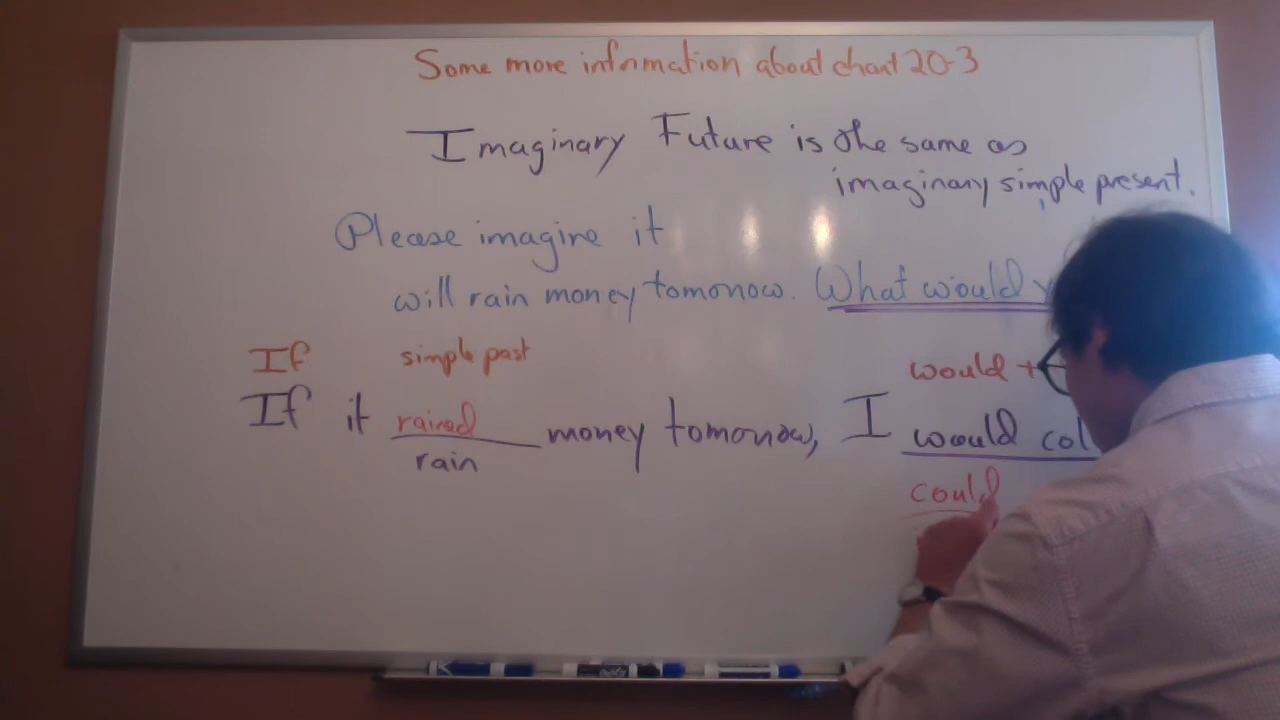 Some more information about chart 20-3
Imaginary Future is the same as
imaginary simple present.
Please imagine it
will rain money tomorrow. What would
If simple past would +
If it rained money tomorrow, I would col
rain could